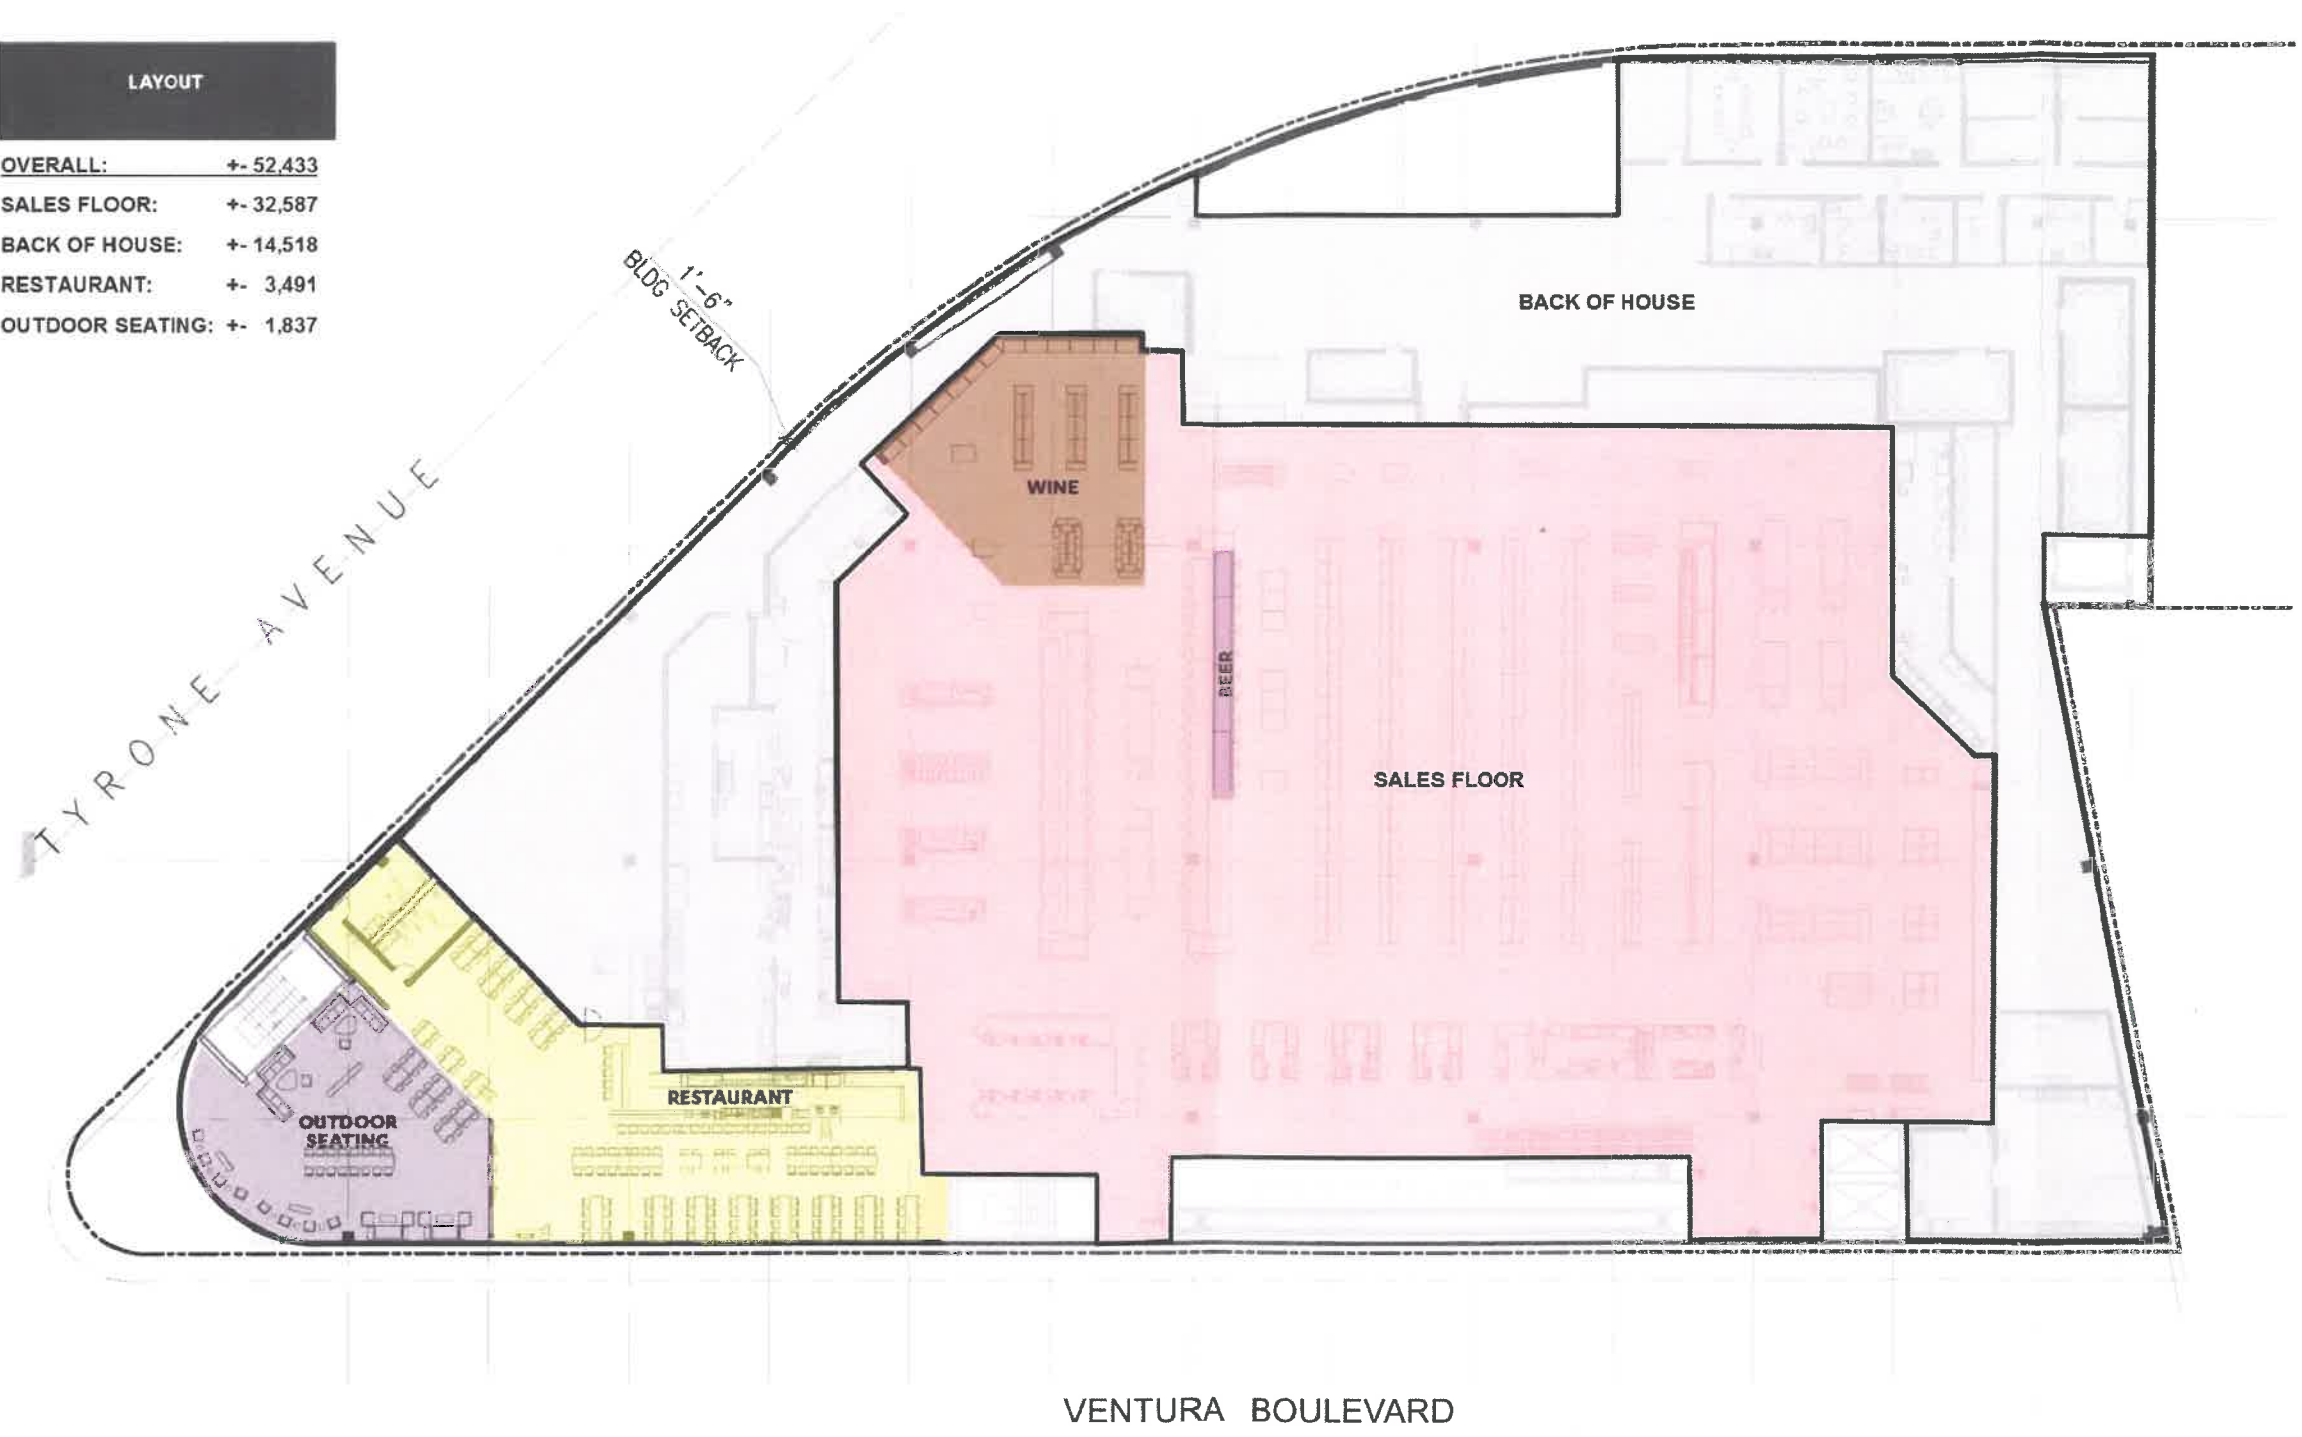 LAYOUT
OVERALL: +- 52,433
SALES FLOOR: +- 32,587
BACK OF HOUSE: +- 14,518
RESTAURANT: +- 3,491
OUTDOOR SEATING: +- 1,837
1'-6"
BLDG SETBACK
BACK OF HOUSE
WINE
TYRONE AVENUE
BEER
SALES FLOOR
RESTAURANT
OUTDOOR
SEATING
VENTURA BOULEVARD